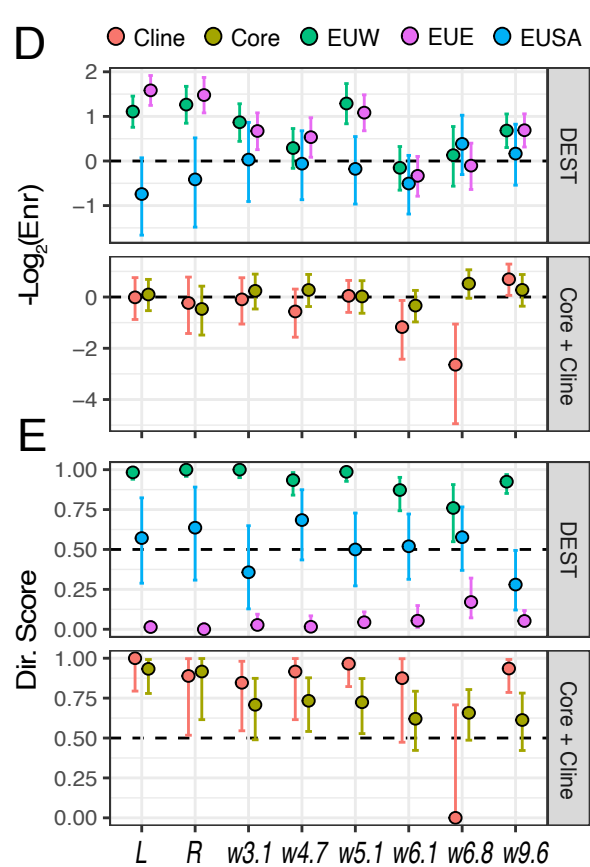 D
Cline Core EUW EUE EUSA
-Log2(Enr)
2
1
0
−1
DEST
0
−2
−4
Core + Cline
E
Dir. Score
1.00
0.75
0.50
0.25
0.00
DEST
1.00
0.75
0.50
0.25
0.00
Core + Cline
L R w3.1 w4.7 w5.1 w6.1 w6.8 w9.6